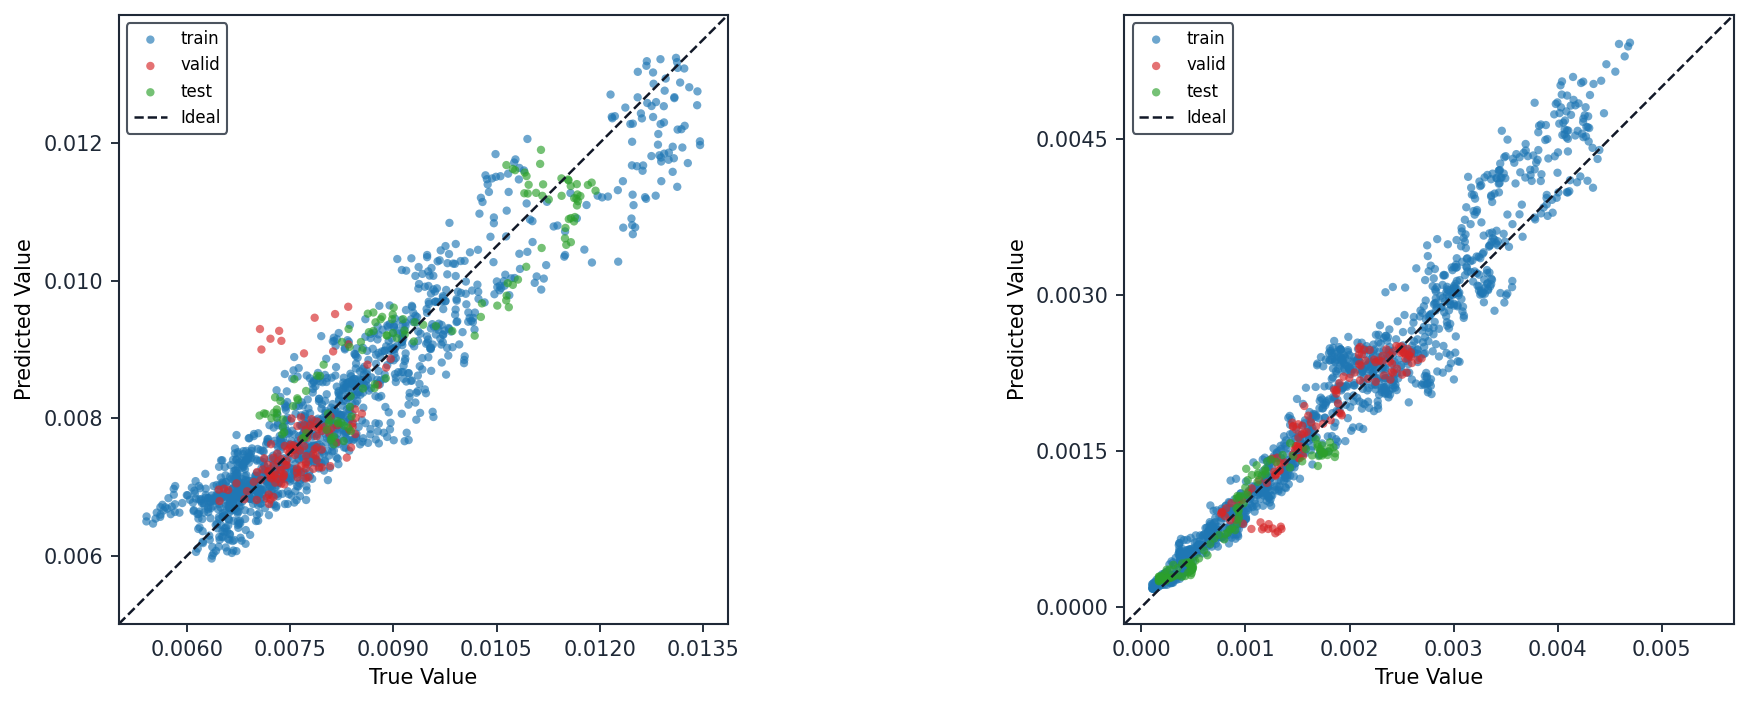 train
valid
test
Ideal
0.012
0.010
0.008
0.006
Predicted Value
0.0060 0.0075 0.0090 0.0105 0.0120 0.0135
True Value
train
valid
test
Ideal
0.0045
0.0030
0.0015
0.0000
Predicted Value
0.000 0.001 0.002 0.003 0.004 0.005
True Value